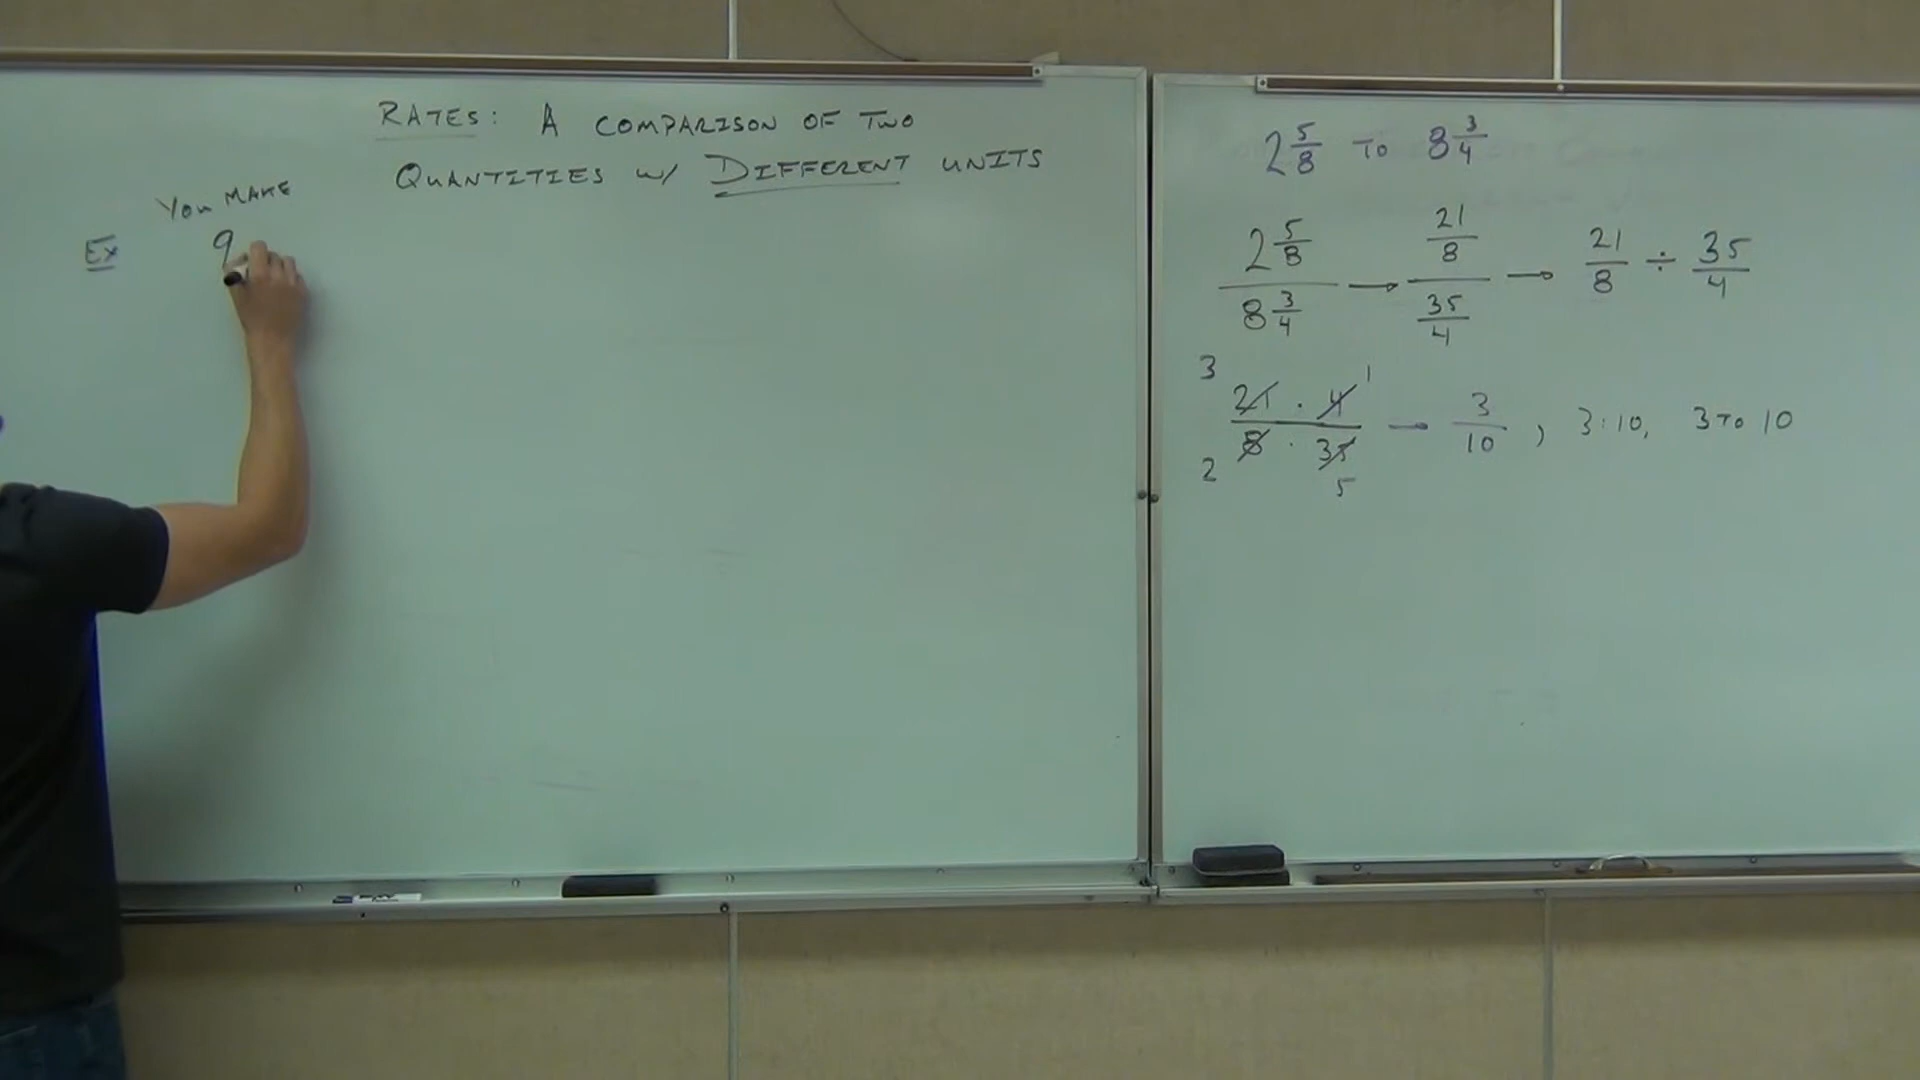 RATES: A COMPARISON OF TWO
QUANTITIES W/ DIFFERENT UNITS
YOU MAKE
Ex 9
2 5/8 TO 8 3/4
2 5/8 / 8 3/4 → 21/8 / 35/4 → 21/8 ÷ 35/4
3 1
21 · 4 / 8 · 35 → 3/10 , 3:10, 3 TO 10
2 5